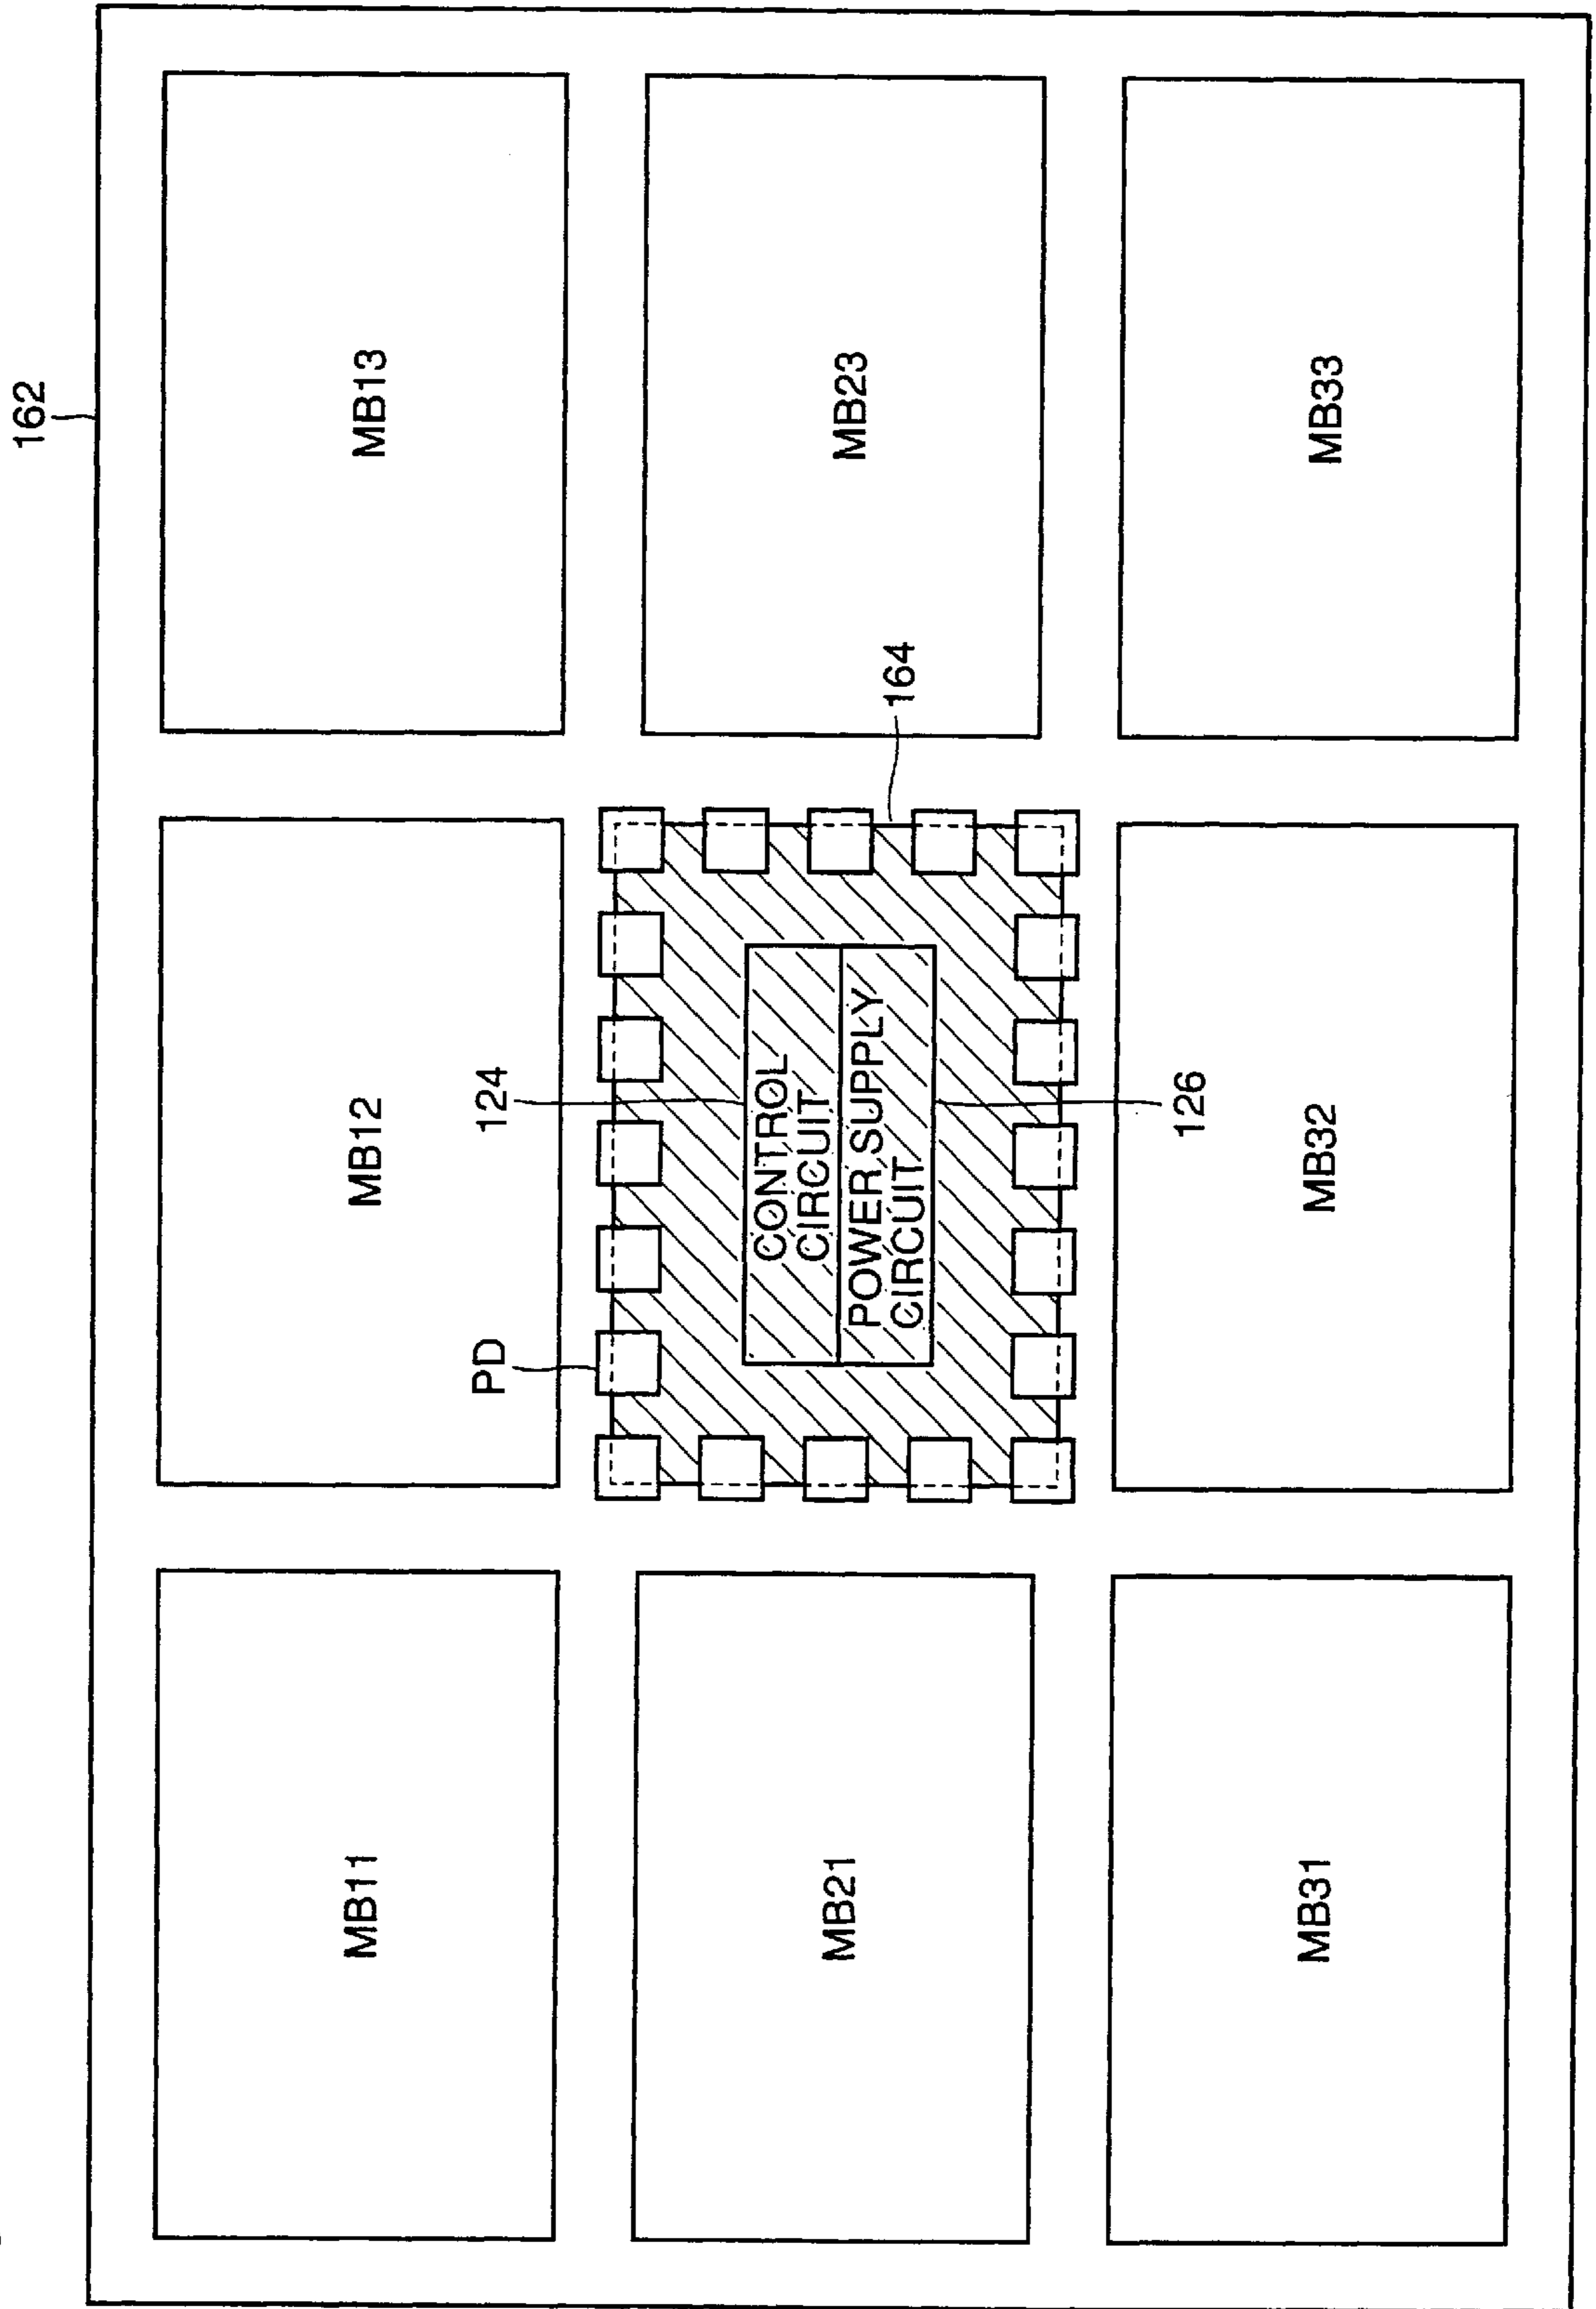 162
MB11
MB12
MB13
PD
124
CONTROL
CIRCUIT
POWER SUPPLY
CIRCUIT
164
126
MB21
MB23
MB31
MB32
MB33